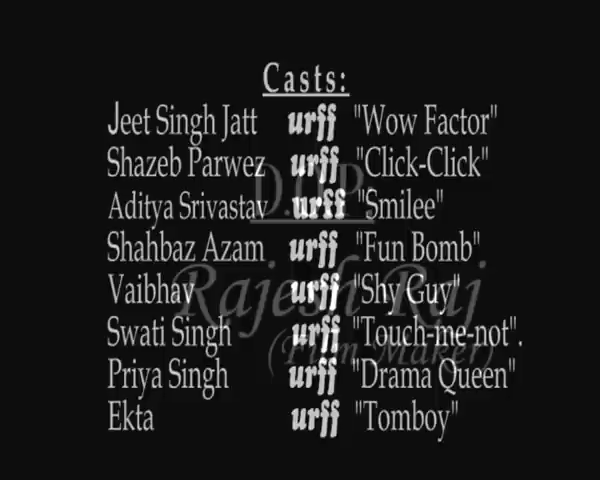 Casts:
Jeet Singh Jatt urff "Wow Factor"
Shazeb Parwez urff "Click-Click"
D.O.P
Aditya Srivastav urff "Smilee"
Shahbaz Azam urff "Fun Bomb"
Vaibhav urff "Shy Guy"
Rajesh Raj
Swati Singh urff "Touch-me-not".
(Film Maker)
Priya Singh urff "Drama Queen"
Ekta urff "Tomboy"